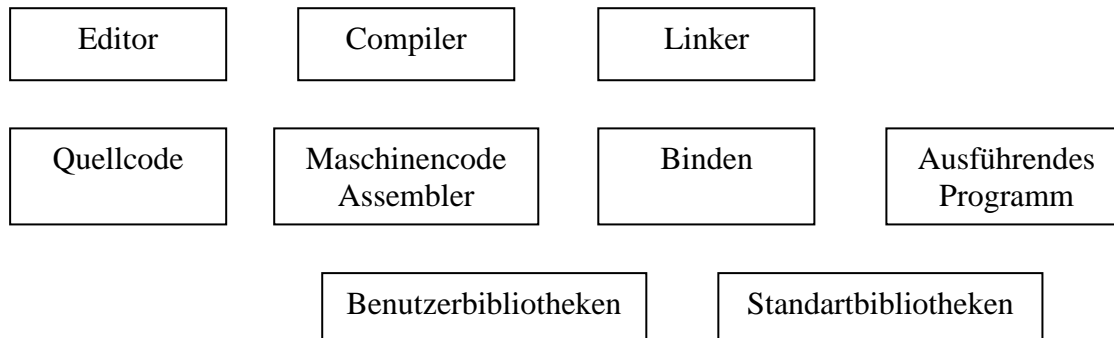 Editor
Compiler
Linker
Quellcode
Maschinencode
Assembler
Binden
Ausführendes
Programm
Benutzerbibliotheken
Standartbibliotheken